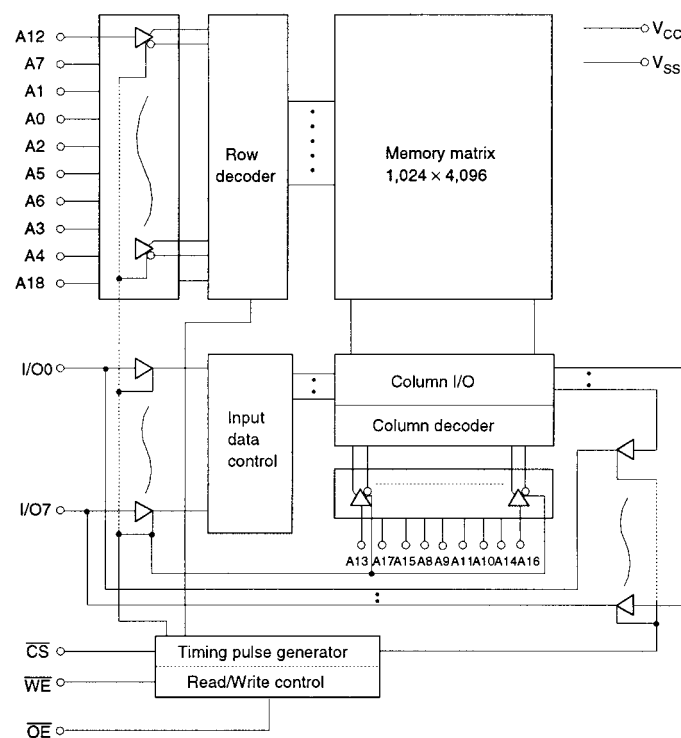 A12
A7
A1
A0
A2
A5
A6
A3
A4
A18
Row
decoder
Memory matrix
1,024 × 4,096
VCC
VSS
I/O0
I/O7
Input
data
control
Column I/O
Column decoder
A13 A17 A15 A8 A9 A11 A10 A14 A16
CS
WE
OE
Timing pulse generator
Read/Write control